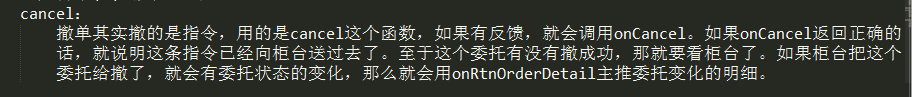 cancel:
撤单其实撤的是指令，用的是cancel这个函数，如果有反馈，就会调用onCancel。如果onCancel返回正确的
话，就说明这条指令已经向柜台送过去了。至于这个委托有没有撤成功，那就要看柜台了。如果柜台把这个
委托给撤了，就会有委托状态的变化，那么就会用onRtnOrderDetail主推委托变化的明细。